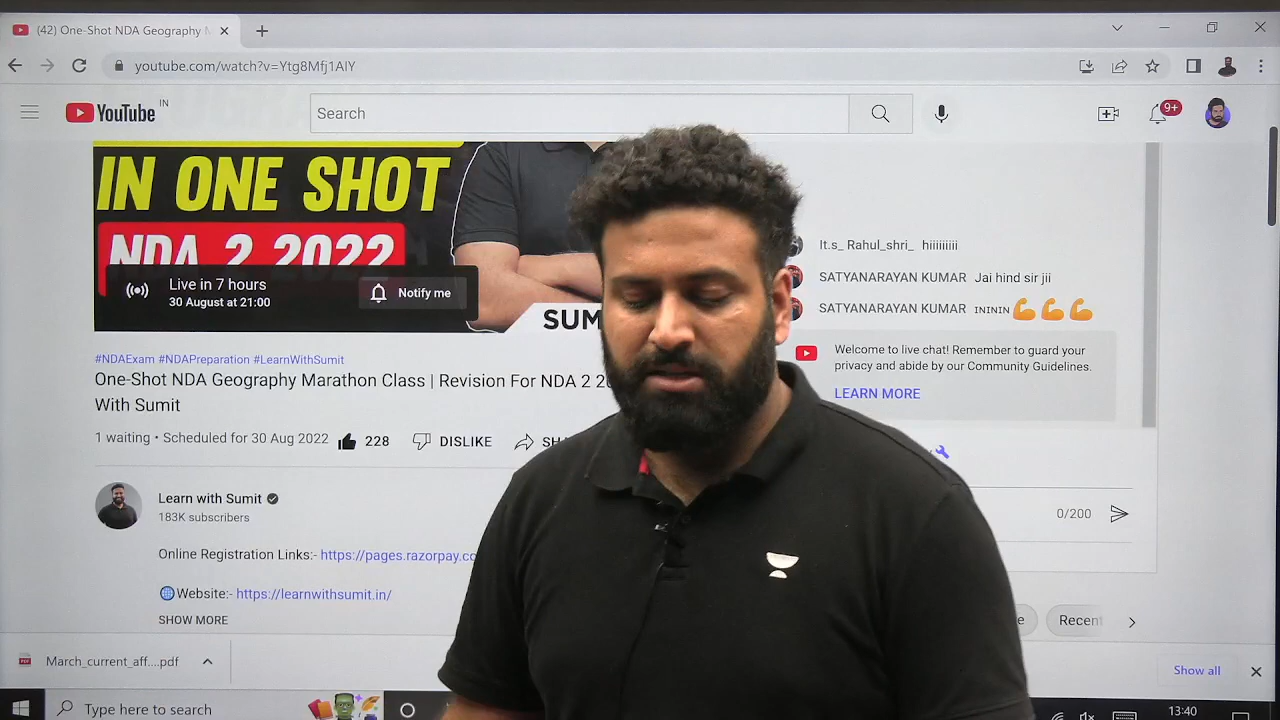 (42) One-Shot NDA Geography
youtube.com/watch?v=Ytg8Mfj1AlY
YouTube IN
Search
9+
IN ONE SHOT
NDA 2 2022
Live in 7 hours
30 August at 21:00
Notify me
SUM
It.s_ Rahul_shri_ hiiiiiiiii
SATYANARAYAN KUMAR Jai hind sir jii
SATYANARAYAN KUMAR ɪɴɪɴɪɴ💪💪💪
Welcome to live chat! Remember to guard your
privacy and abide by our Community Guidelines.
LEARN MORE
#NDAExam #NDAPreparation #LearnWithSumit
One-Shot NDA Geography Marathon Class | Revision For NDA 2 20
With Sumit
1 waiting • Scheduled for 30 Aug 2022
228
DISLIKE
SH
Learn with Sumit
183K subscribers
0/200
Online Registration Links:- https://pages.razorpay.co
🌐Website:- https://learnwithsumit.in/
SHOW MORE
Recent
March_current_aff....pdf
Show all
Type here to search
13:40